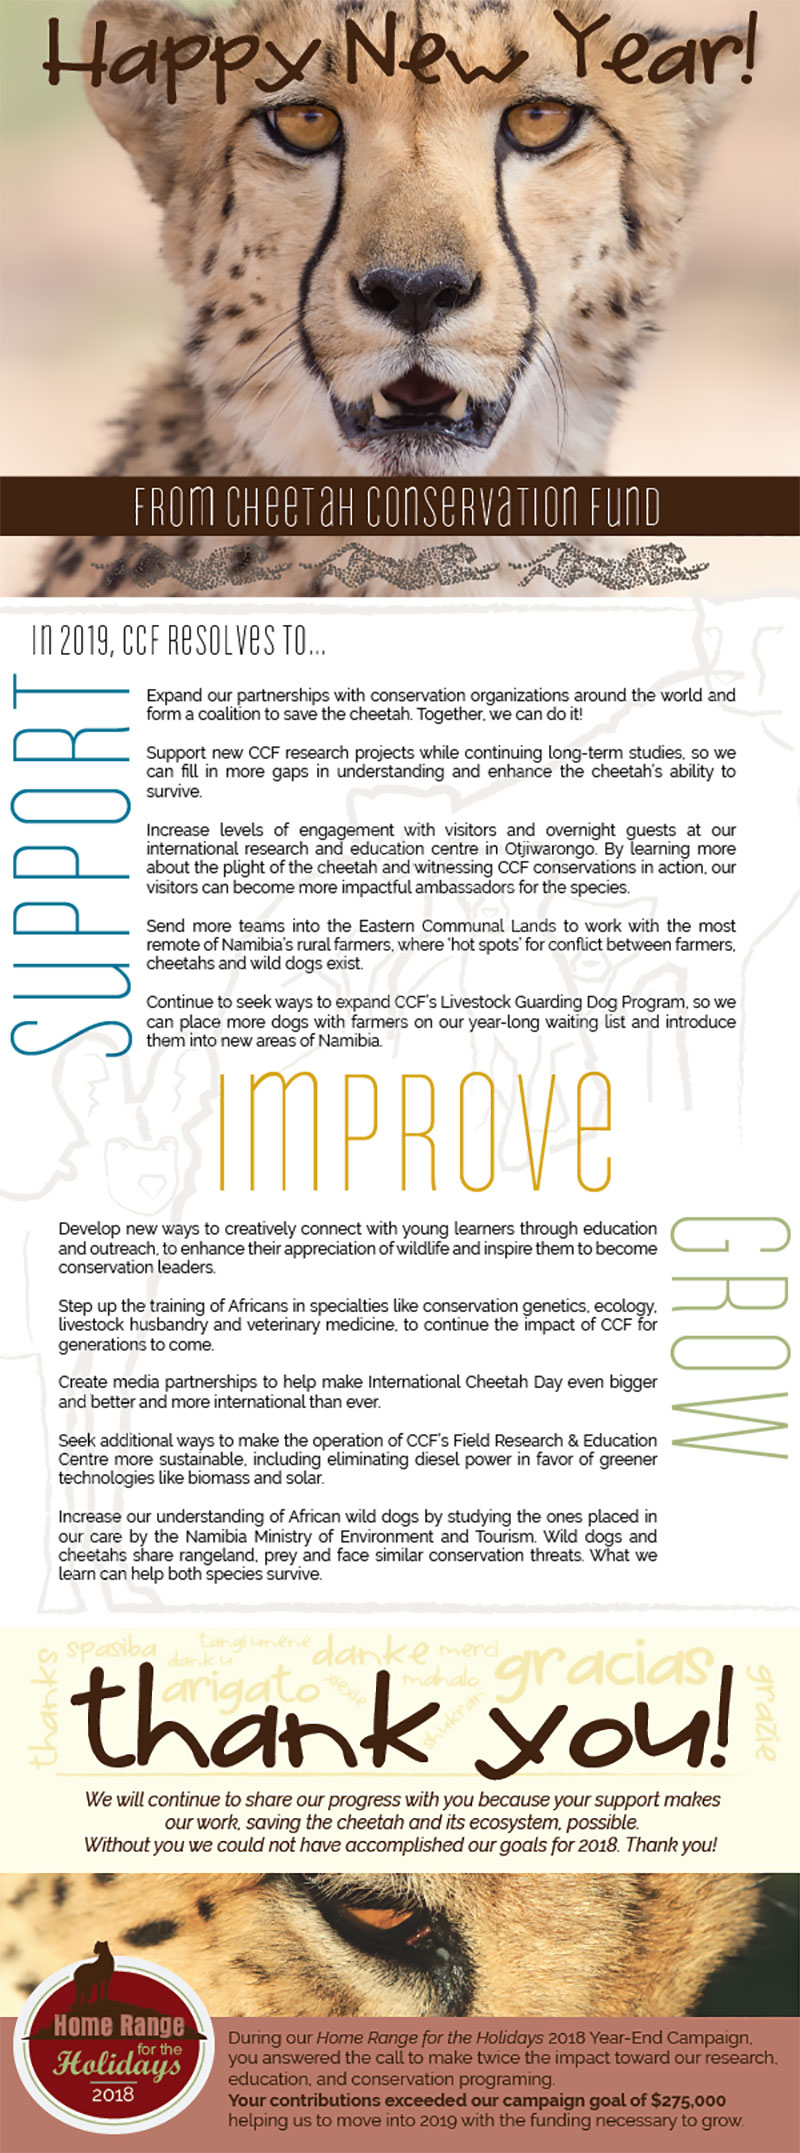 Happy New Year!
FROM CHEETAH CONSERVATION FUND
IN 2019, CCF RESOLVES TO...
SUPPORT
Expand our partnerships with conservation organizations around the world and
form a coalition to save the cheetah. Together, we can do it!
Support new CCF research projects while continuing long-term studies, so we
can fill in more gaps in understanding and enhance the cheetah's ability to
survive.
Increase levels of engagement with visitors and overnight guests at our
international research and education centre in Otjiwarongo. By learning more
about the plight of the cheetah and witnessing CCF conservations in action, our
visitors can become more impactful ambassadors for the species.
Send more teams into the Eastern Communal Lands to work with the most
remote of Namibia's rural farmers, where 'hot spots' for conflict between farmers,
cheetahs and wild dogs exist.
Continue to seek ways to expand CCF's Livestock Guarding Dog Program, so we
can place more dogs with farmers on our year-long waiting list and introduce
them into new areas of Namibia.
IMPROVE
GROW
Develop new ways to creatively connect with young learners through education
and outreach, to enhance their appreciation of wildlife and inspire them to become
conservation leaders.
Step up the training of Africans in specialties like conservation genetics, ecology,
livestock husbandry and veterinary medicine, to continue the impact of CCF for
generations to come.
Create media partnerships to help make International Cheetah Day even bigger
and better and more international than ever.
Seek additional ways to make the operation of CCF's Field Research & Education
Centre more sustainable, including eliminating diesel power in favor of greener
technologies like biomass and solar.
Increase our understanding of African wild dogs by studying the ones placed in
our care by the Namibia Ministry of Environment and Tourism. Wild dogs and
cheetahs share rangeland, prey and face similar conservation threats. What we
learn can help both species survive.
thanks
spasiba
danku
tangi unene
danke
merci
gracias
arigato
xiexie
mahalo
shukran
grazie
thank you!
We will continue to share our progress with you because your support makes
our work, saving the cheetah and its ecosystem, possible.
Without you we could not have accomplished our goals for 2018. Thank you!
Home Range
for the
Holidays
2018
During our Home Range for the Holidays 2018 Year-End Campaign,
you answered the call to make twice the impact toward our research,
education, and conservation programing.
Your contributions exceeded our campaign goal of $275,000
helping us to move into 2019 with the funding necessary to grow.